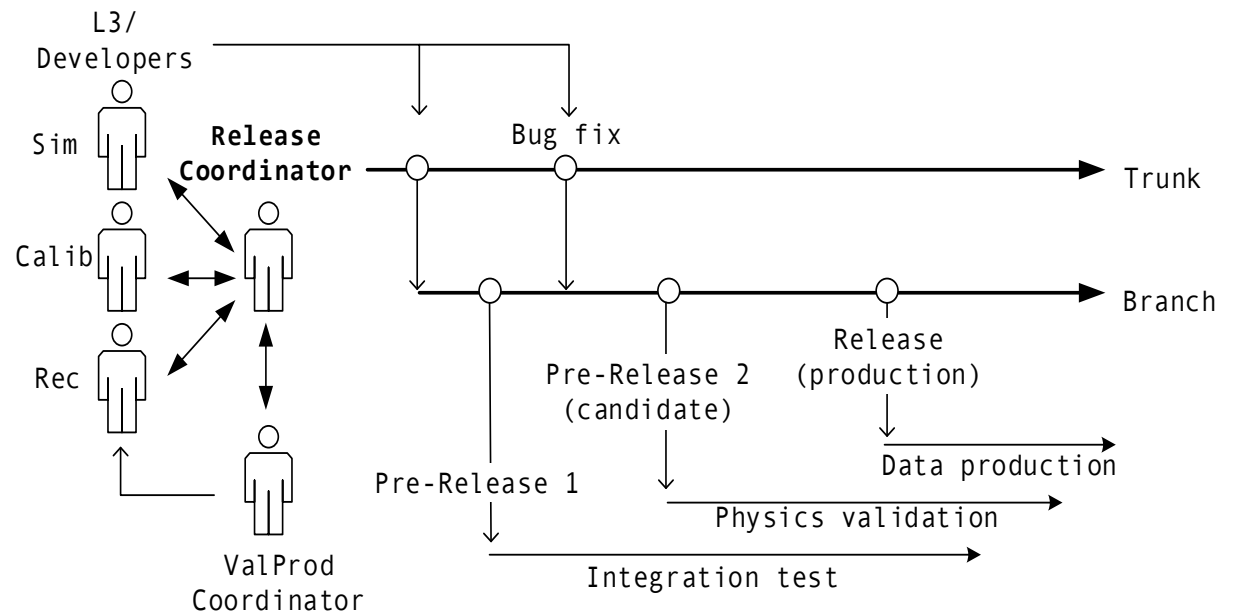 L3/
Developers
Sim
Release
Coordinator
Bug fix
Trunk
Calib
Branch
Rec
Release
(production)
Pre-Release 2
(candidate)
Data production
Pre-Release 1
Physics validation
Integration test
ValProd
Coordinator